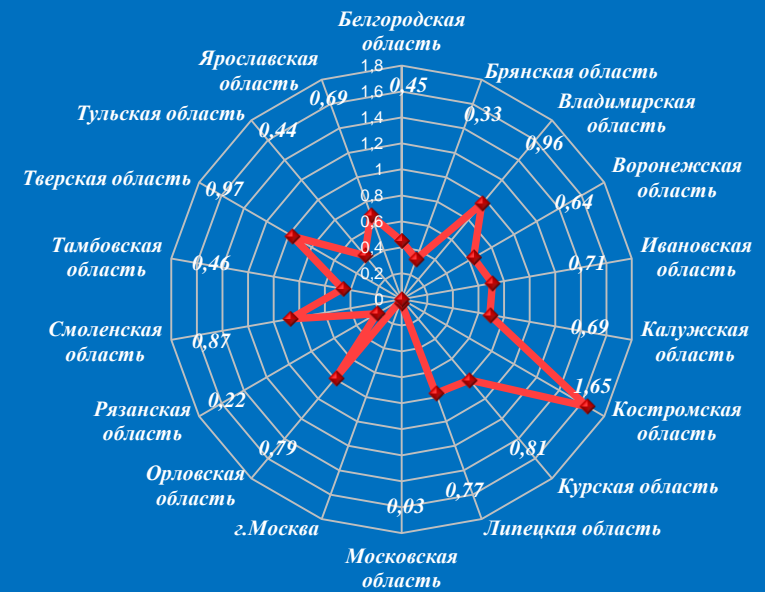 Белгородская
область
Брянская область
Владимирская
область
Воронежская
область
Ивановская
область
Калужская
область
Костромская
область
Курская область
Липецкая область
Московская
область
г.Москва
Орловская
область
Рязанская
область
Смоленская
область
Тамбовская
область
Тверская область
Тульская область
Ярославская
область
1,8
1,6
1,4
1,2
1
0,8
0,6
0,4
0,2
0
0,45
0,33
0,96
0,64
0,71
0,69
1,65
0,81
0,77
0,03
0,79
0,22
0,87
0,46
0,97
0,44
0,69